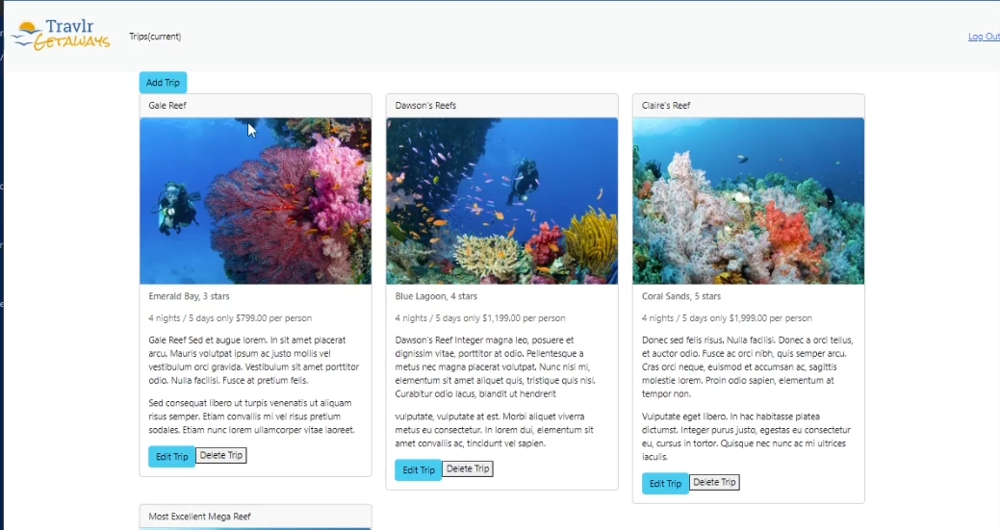 Travlr
GETAWAYS
Trips(current)
Log Out
Add Trip
Gale Reef
Emerald Bay, 3 stars
4 nights / 5 days only $799.00 per person
Gale Reef Sed et augue lorem. In sit amet placerat
arcu. Mauris volutpat ipsum ac justo mollis vel
vestibulum orci gravida. Vestibulum sit amet porttitor
odio. Nulla facilisi. Fusce at pretium felis.
Sed consequat libero ut turpis venenatis ut aliquam
risus semper. Etiam convallis mi vel risus pretium
sodales. Etiam nunc lorem ullamcorper vitae laoreet.
Edit Trip
Delete Trip
Dawson's Reefs
Blue Lagoon, 4 stars
4 nights / 5 days only $1,199.00 per person
Dawson's Reef Integer magna leo, posuere et
dignissim vitae, porttitor at odio. Pellentesque a
metus nec magna placerat volutpat. Nunc nisi mi,
elementum sit amet aliquet quis, tristique quis nisl.
Curabitur odio lacus, blandit ut hendrerit
vulputate, vulputate at est. Morbi aliquet viverra
metus eu consectetur. In lorem dui, elementum sit
amet convallis ac, tincidunt vel sapien.
Edit Trip
Delete Trip
Claire's Reef
Coral Sands, 5 stars
4 nights / 5 days only $1,999.00 per person
Donec sed felis risus. Nulla facilisi. Donec a orci tellus,
et auctor odio. Fusce ac orci nibh, quis semper arcu.
Cras orci neque, euismod et accumsan ac, sagittis
molestie lorem. Proin odio sapien, elementum at
tempor non.
Vulputate eget libero. In hac habitasse platea
dictumst. Integer purus justo, egestas eu consectetur
eu, cursus in tortor. Quisque nec nunc ac mi ultrices
iaculis.
Edit Trip
Delete Trip
Most Excellent Mega Reef